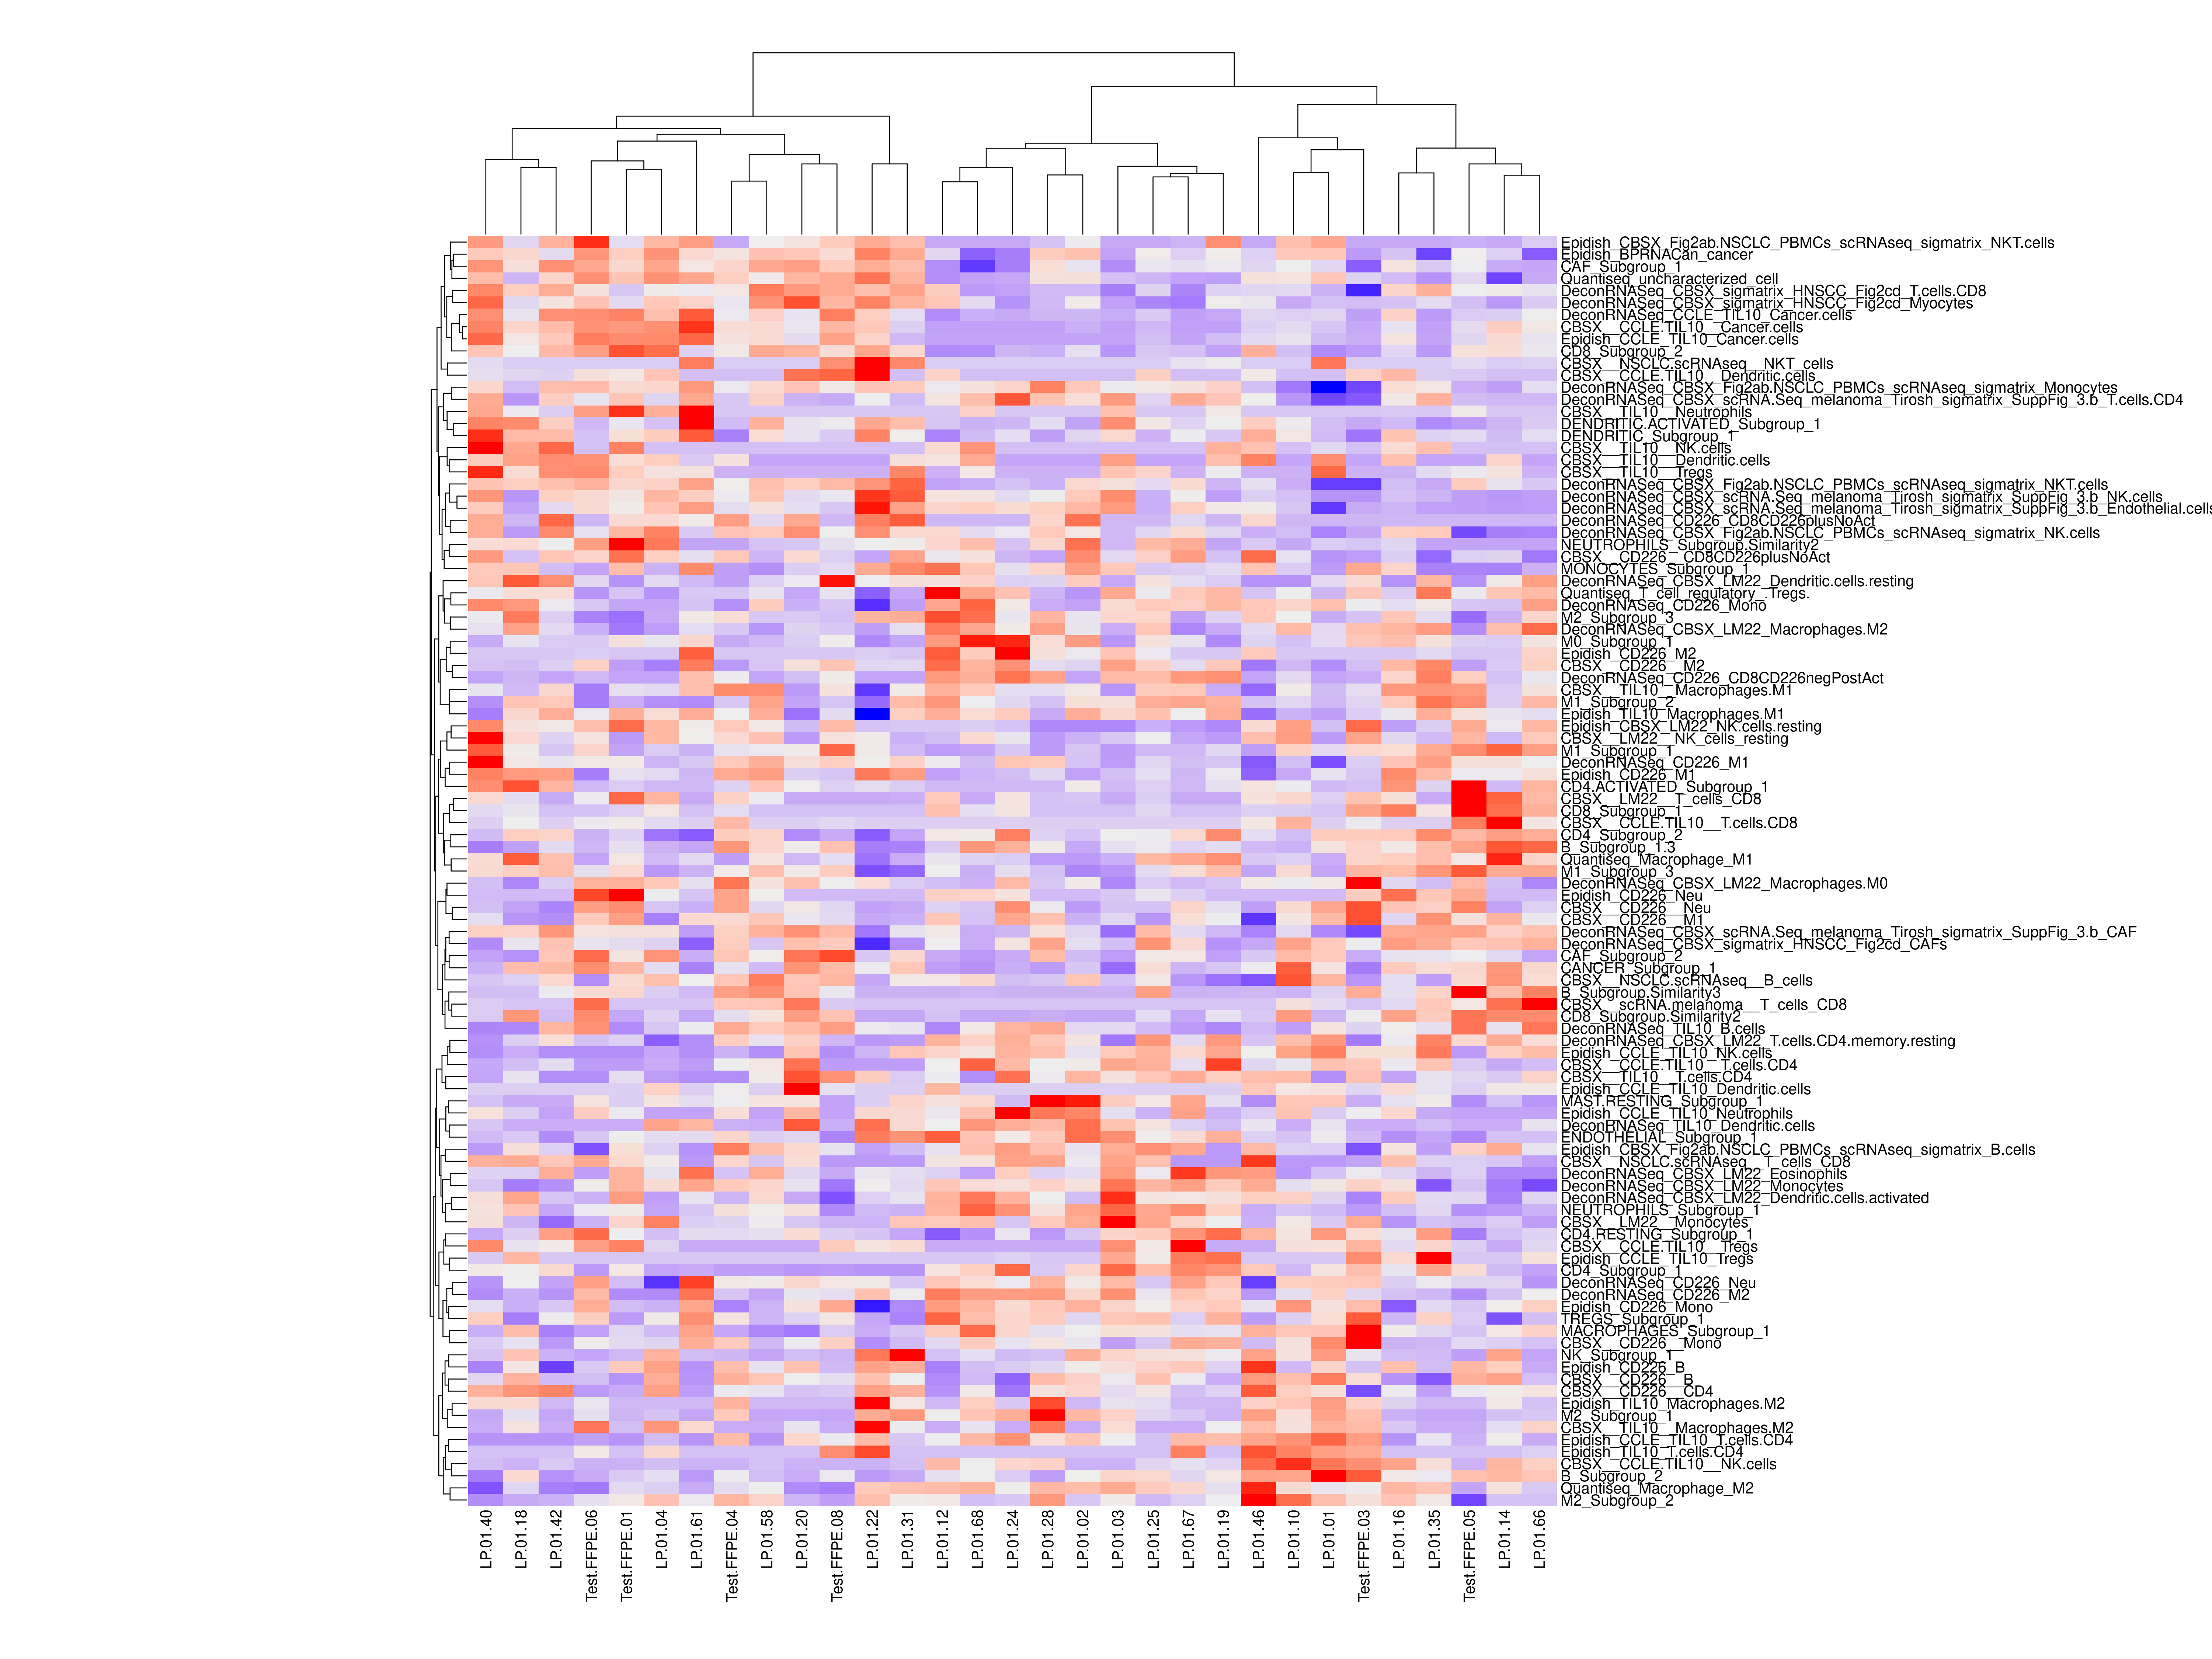 Epidish_CBSX_Fig2ab.NSCLC_PBMCs_scRNAseq_sigmatrix_NKT.cells
Epidish_BPRNACan_cancer
CAF_Subgroup_1
Quantiseq_uncharacterized_cell
DeconRNASeq_CBSX_sigmatrix_HNSCC_Fig2cd_T.cells.CD8
DeconRNASeq_CBSX_sigmatrix_HNSCC_Fig2cd_Myocytes
DeconRNASeq_CCLE_TIL10_Cancer.cells
CBSX__CCLE.TIL10__Cancer.cells
Epidish_CCLE_TIL10_Cancer.cells
CD8_Subgroup_2
CBSX__NSCLC.scRNAseq__NKT_cells
CBSX__CCLE.TIL10__Dendritic.cells
DeconRNASeq_CBSX_Fig2ab.NSCLC_PBMCs_scRNAseq_sigmatrix_Monocytes
DeconRNASeq_CBSX_scRNA.Seq_melanoma_Tirosh_sigmatrix_SuppFig_3.b_T.cells.CD4
CBSX__TIL10__Neutrophils
DENDRITIC.ACTIVATED_Subgroup_1
DENDRITIC_Subgroup_1
CBSX__TIL10__NK.cells
CBSX__TIL10__Dendritic.cells
CBSX__TIL10__Tregs
DeconRNASeq_CBSX_Fig2ab.NSCLC_PBMCs_scRNAseq_sigmatrix_NKT.cells
DeconRNASeq_CBSX_scRNA.Seq_melanoma_Tirosh_sigmatrix_SuppFig_3.b_NK.cells
DeconRNASeq_CBSX_scRNA.Seq_melanoma_Tirosh_sigmatrix_SuppFig_3.b_Endothelial.cells
DeconRNASeq_CD226_CD8CD226plusNoAct
DeconRNASeq_CBSX_Fig2ab.NSCLC_PBMCs_scRNAseq_sigmatrix_NK.cells
NEUTROPHILS_Subgroup.Similarity2
CBSX__CD226__CD8CD226plusNoAct
MONOCYTES_Subgroup_1
DeconRNASeq_CBSX_LM22_Dendritic.cells.resting
Quantiseq_T_cell_regulatory_.Tregs.
DeconRNASeq_CD226_Mono
M2_Subgroup_3
DeconRNASeq_CBSX_LM22_Macrophages.M2
M0_Subgroup_1
Epidish_CD226_M2
CBSX__CD226__M2
DeconRNASeq_CD226_CD8CD226negPostAct
CBSX__TIL10__Macrophages.M1
M1_Subgroup_2
Epidish_TIL10_Macrophages.M1
Epidish_CBSX_LM22_NK.cells.resting
CBSX__LM22__NK_cells_resting
M1_Subgroup_1
DeconRNASeq_CD226_M1
Epidish_CD226_M1
CD4.ACTIVATED_Subgroup_1
CBSX__LM22__T_cells_CD8
CD8_Subgroup_1
CBSX__CCLE.TIL10__T.cells.CD8
CD4_Subgroup_2
B_Subgroup_1.3
Quantiseq_Macrophage_M1
M1_Subgroup_3
DeconRNASeq_CBSX_LM22_Macrophages.M0
Epidish_CD226_Neu
CBSX__CD226__Neu
CBSX__CD226__M1
DeconRNASeq_CBSX_scRNA.Seq_melanoma_Tirosh_sigmatrix_SuppFig_3.b_CAF
DeconRNASeq_CBSX_sigmatrix_HNSCC_Fig2cd_CAFs
CAF_Subgroup_2
CANCER_Subgroup_1
CBSX__NSCLC.scRNAseq__B_cells
B_Subgroup.Similarity3
CBSX__scRNA.melanoma__T_cells_CD8
CD8_Subgroup.Similarity2
DeconRNASeq_TIL10_B.cells
DeconRNASeq_CBSX_LM22_T.cells.CD4.memory.resting
Epidish_CCLE_TIL10_NK.cells
CBSX__CCLE.TIL10__T.cells.CD4
CBSX__TIL10__T.cells.CD4
Epidish_CCLE_TIL10_Dendritic.cells
MAST.RESTING_Subgroup_1
Epidish_CCLE_TIL10_Neutrophils
DeconRNASeq_TIL10_Dendritic.cells
ENDOTHELIAL_Subgroup_1
Epidish_CBSX_Fig2ab.NSCLC_PBMCs_scRNAseq_sigmatrix_B.cells
CBSX__NSCLC.scRNAseq__T_cells_CD8
DeconRNASeq_CBSX_LM22_Eosinophils
DeconRNASeq_CBSX_LM22_Monocytes
DeconRNASeq_CBSX_LM22_Dendritic.cells.activated
NEUTROPHILS_Subgroup_1
CBSX__LM22__Monocytes
CD4.RESTING_Subgroup_1
CBSX__CCLE.TIL10__Tregs
Epidish_CCLE_TIL10_Tregs
CD4_Subgroup_1
DeconRNASeq_CD226_Neu
DeconRNASeq_CD226_M2
Epidish_CD226_Mono
TREGS_Subgroup_1
MACROPHAGES_Subgroup_1
CBSX__CD226__Mono
NK_Subgroup_1
Epidish_CD226_B
CBSX__CD226__B
CBSX__CD226__CD4
Epidish_TIL10_Macrophages.M2
M2_Subgroup_1
CBSX__TIL10__Macrophages.M2
Epidish_CCLE_TIL10_T.cells.CD4
Epidish_TIL10_T.cells.CD4
CBSX__CCLE.TIL10__NK.cells
B_Subgroup_2
Quantiseq_Macrophage_M2
M2_Subgroup_2
LP.01.40
LP.01.18
LP.01.42
Test.FFPE.06
Test.FFPE.01
LP.01.04
LP.01.61
Test.FFPE.04
LP.01.58
LP.01.20
Test.FFPE.08
LP.01.22
LP.01.31
LP.01.12
LP.01.68
LP.01.24
LP.01.28
LP.01.02
LP.01.03
LP.01.25
LP.01.67
LP.01.19
LP.01.46
LP.01.10
LP.01.01
Test.FFPE.03
LP.01.16
LP.01.35
Test.FFPE.05
LP.01.14
LP.01.66